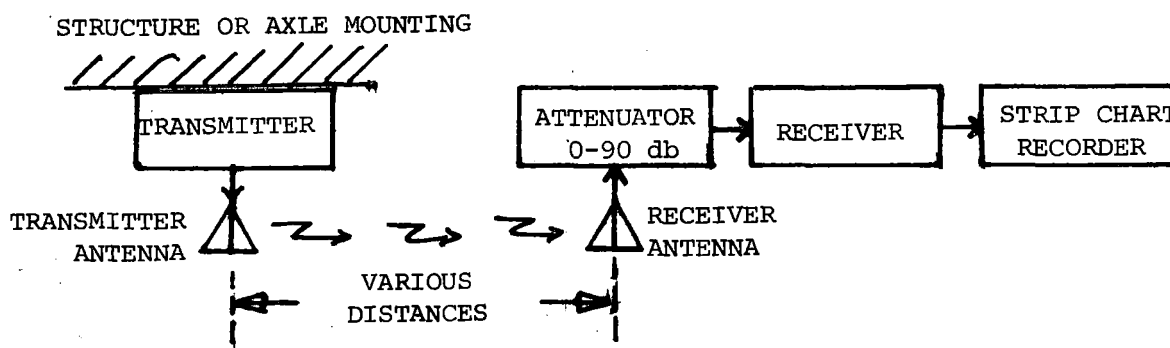 STRUCTURE OR AXLE MOUNTING
TRANSMITTER
ATTENUATOR
0-90 db
RECEIVER
STRIP CHART
RECORDER
TRANSMITTER
ANTENNA
RECEIVER
ANTENNA
VARIOUS
DISTANCES